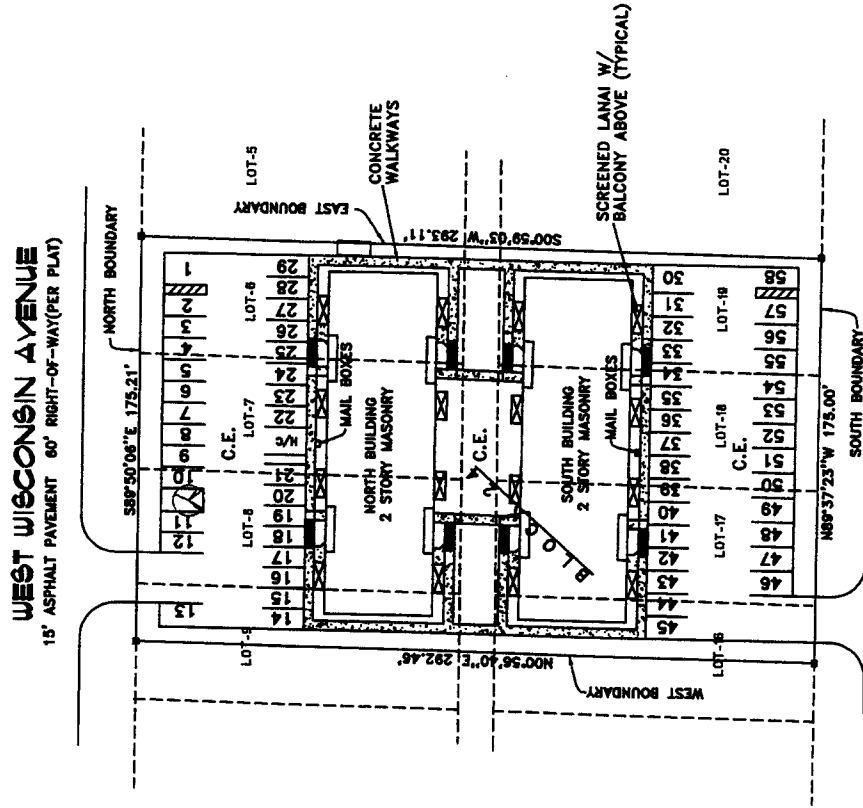 WEST WISCONSIN AVENUE
15' ASPHALT PAVEMENT 60' RIGHT-OF-WAY(PER PLAT)
NORTH BOUNDARY
S89°50'06"E 175.21'
13
12
11
10
9
8
7
6
5
4
3
2
1
C.E.
LOT-9
LOT-8
LOT-7
LOT-6
LOT-5
14
15
16
17
18
19
20
21
H/C
22
23
24
25
26
27
28
29
MAIL BOXES
NORTH BUILDING
2 STORY MASONRY
CONCRETE
WALKWAYS
EAST BOUNDARY
S00°59'03"W 293.11'
N00°56'40"E 292.46'
WEST BOUNDARY
C.E.
BLOCK 2
SOUTH BUILDING
2 STORY MASONRY
MAIL BOXES
SCREENED LANAI W/
BALCONY ABOVE (TYPICAL)
45
44
43
42
41
40
39
38
37
36
35
34
33
32
31
30
LOT-16
LOT-17
LOT-18
LOT-19
LOT-20
C.E.
46
47
48
49
50
51
52
53
54
55
56
57
58
N89°37'23"W 175.00'
SOUTH BOUNDARY